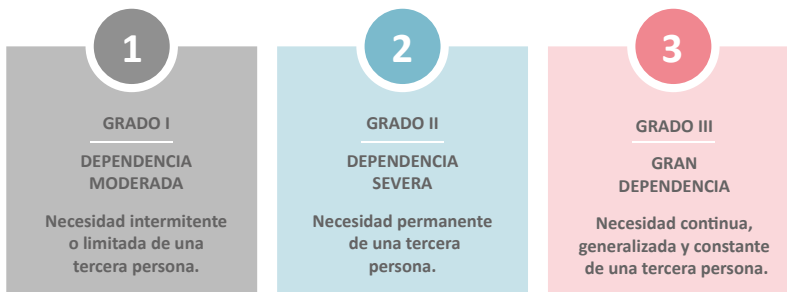 1
GRADO I
DEPENDENCIA
MODERADA
Necesidad intermitente
o limitada de una
tercera persona.
2
GRADO II
DEPENDENCIA
SEVERA
Necesidad permanente
de una tercera
persona.
3
GRADO III
GRAN
DEPENDENCIA
Necesidad continua,
generalizada y constante
de una tercera persona.